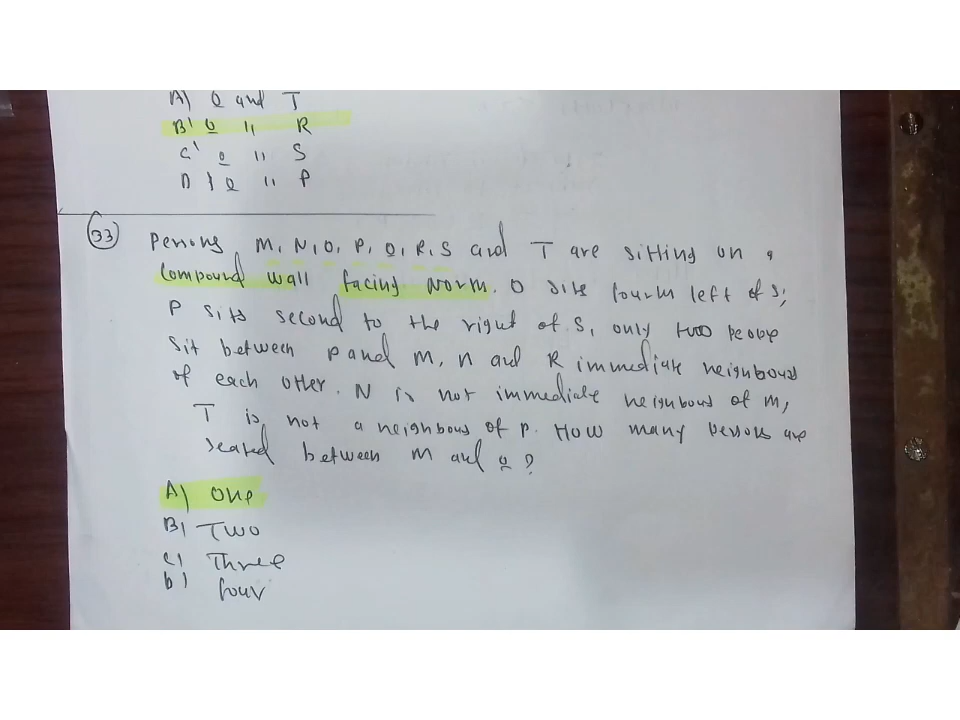 A) Q and T
B) Q " R
C) Q " S
D) Q " P
33 Persons M, N, O, P, Q, R, S and T are sitting on a
compound wall facing North. O sits fourth left of S,
P sits second to the right of S, only two people
sit between P and M, N and R immediate neighbours
of each other. N is not immediate neighbour of M,
T is not a neighbour of P. How many persons are
seated between M and Q?
A) One
B) Two
C) Three
D) four